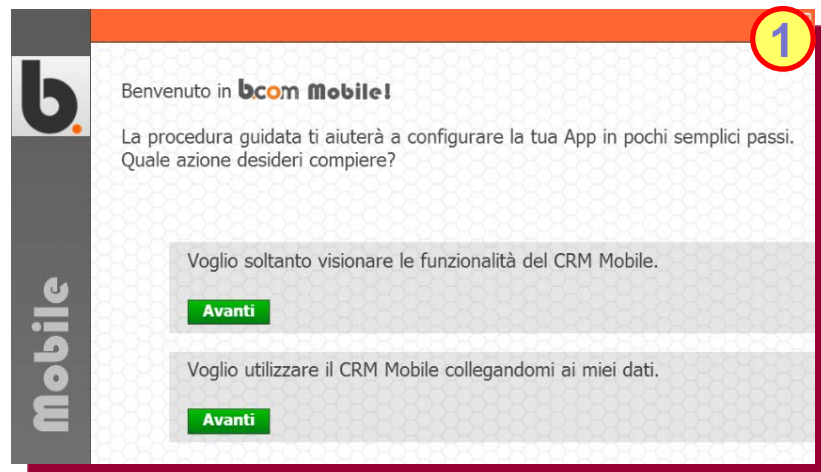 1
b.
Benvenuto in b.com Mobile!
La procedura guidata ti aiuterà a configurare la tua App in pochi semplici passi.
Quale azione desideri compiere?
Voglio soltanto visionare le funzionalità del CRM Mobile.
Avanti
Voglio utilizzare il CRM Mobile collegandomi ai miei dati.
Avanti
Mobile